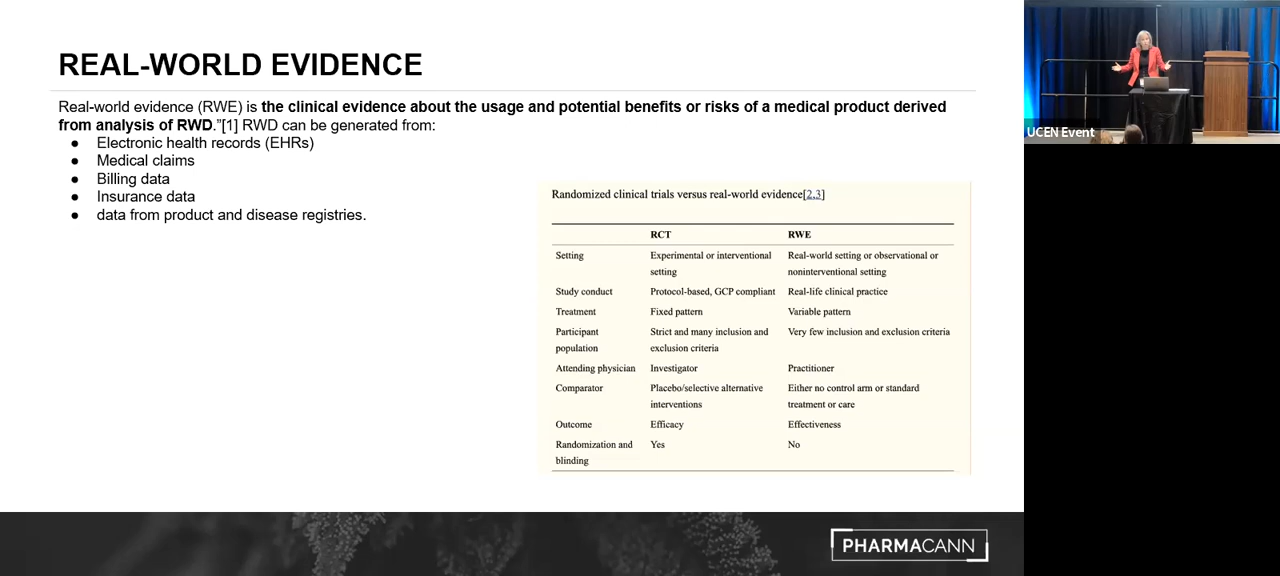 REAL-WORLD EVIDENCE
Real-world evidence (RWE) is the clinical evidence about the usage and potential benefits or risks of a medical product derived
from analysis of RWD.”[1] RWD can be generated from:
● Electronic health records (EHRs)
● Medical claims
● Billing data
● Insurance data
● data from product and disease registries.
Randomized clinical trials versus real-world evidence[2,3]
RCT RWE
Setting Experimental or interventional Real-world setting or observational or
setting noninterventional setting
Study conduct Protocol-based, GCP compliant Real-life clinical practice
Treatment Fixed pattern Variable pattern
Participant Strict and many inclusion and Very few inclusion and exclusion criteria
population exclusion criteria
Attending physician Investigator Practitioner
Comparator Placebo/selective alternative Either no control arm or standard
interventions treatment or care
Outcome Efficacy Effectiveness
Randomization and Yes No
blinding
PHARMACANN
UCEN Event